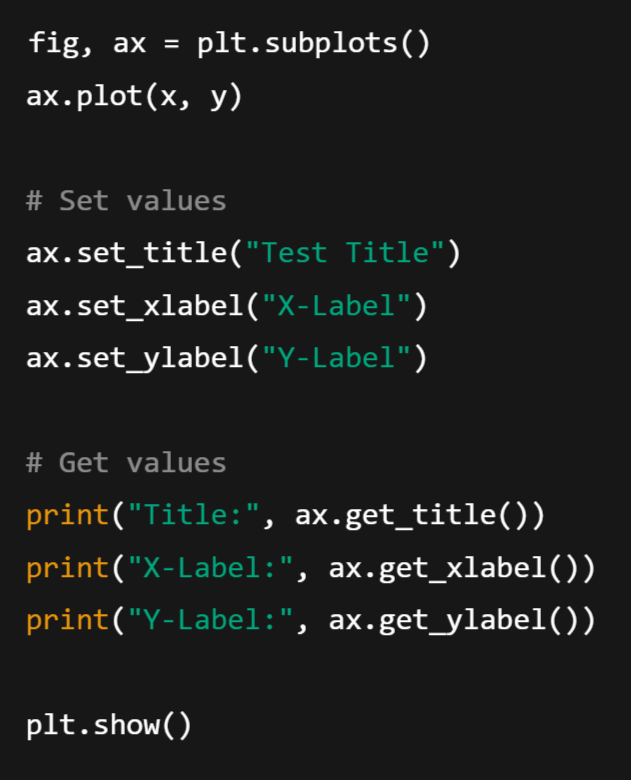 fig, ax = plt.subplots()
ax.plot(x, y)
# Set values
ax.set_title("Test Title")
ax.set_xlabel("X-Label")
ax.set_ylabel("Y-Label")
# Get values
print("Title:", ax.get_title())
print("X-Label:", ax.get_xlabel())
print("Y-Label:", ax.get_ylabel())
plt.show()